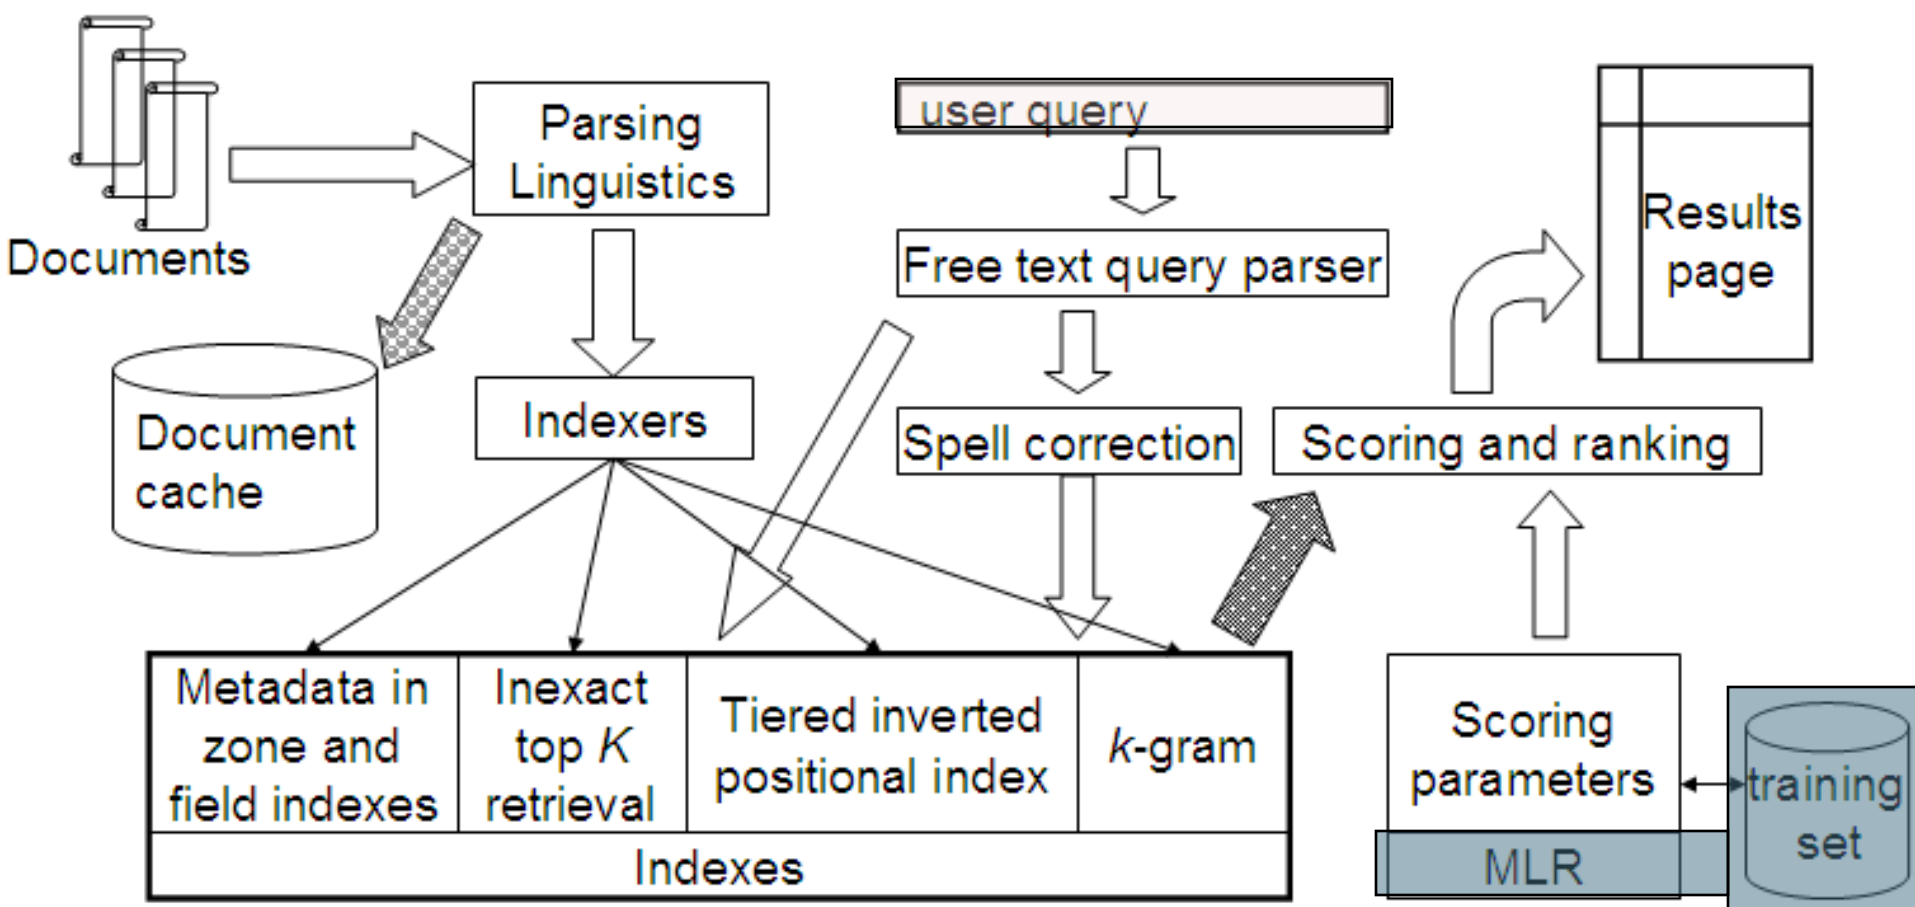 Documents
Parsing
Linguistics
user query
Free text query parser
Results
page
Document
cache
Indexers
Spell correction
Scoring and ranking
Metadata in
zone and
field indexes
Inexact
top K
retrieval
Tiered inverted
positional index
k-gram
Indexes
Scoring
parameters
MLR
training
set